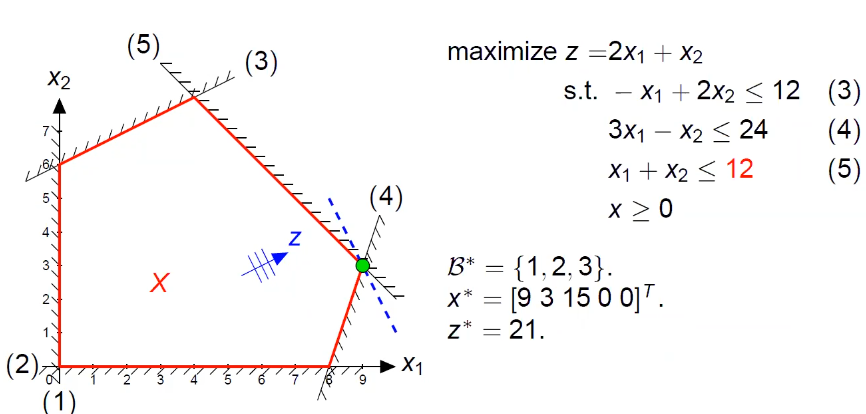 (5)
(3)
x₂
7
6
5
4
3
2
1
(4)
z
X
(2)
0 1 2 3 4 5 6 7 8 9
x₁
(1)
maximize z =2x₁ + x₂
s.t. − x₁ + 2x₂ ≤ 12 (3)
3x₁ − x₂ ≤ 24 (4)
x₁ + x₂ ≤ 12 (5)
x ≥ 0
ℬ* = {1, 2, 3}.
x* = [9 3 15 0 0]ᵀ.
z* = 21.